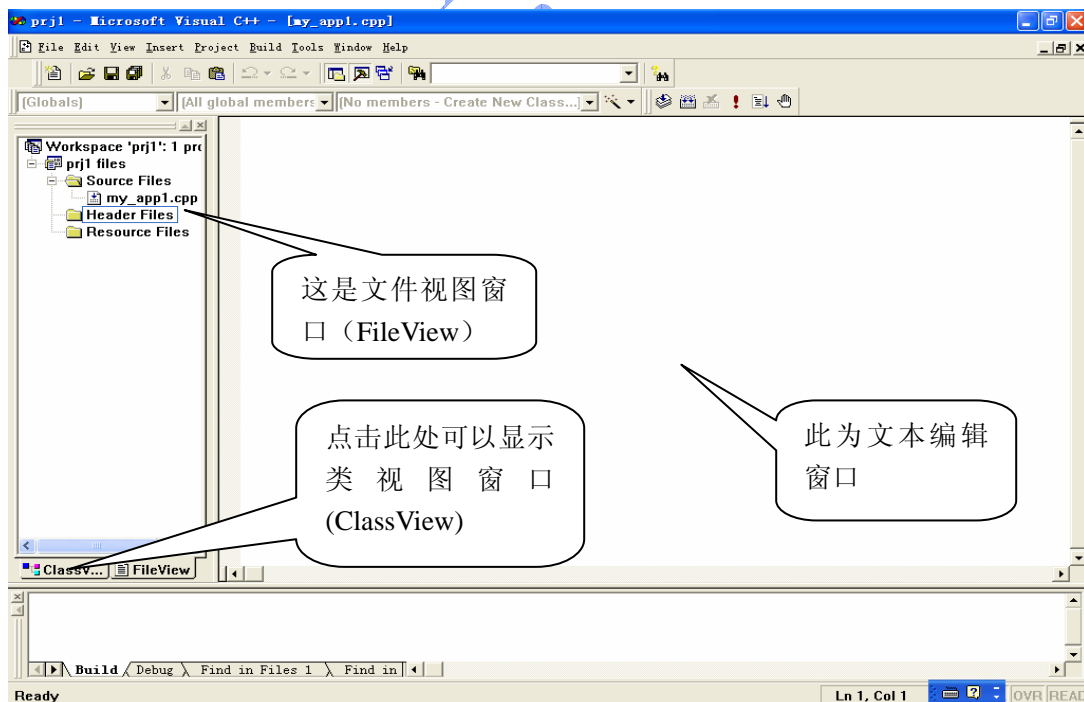 prj1 - Microsoft Visual C++ - [my_app1.cpp]
File Edit View Insert Project Build Tools Window Help
(Globals) (All global members (No members - Create New Class...)
Workspace 'prj1': 1 pro
prj1 files
Source Files
my_app1.cpp
Header Files
Resource Files
这是文件视图窗
口（FileView）
点击此处可以显示
类视图窗口
(ClassView)
此为文本编辑
窗口
ClassV... FileView
Build Debug Find in Files 1 Find in
Ready Ln 1, Col 1 OVR READ